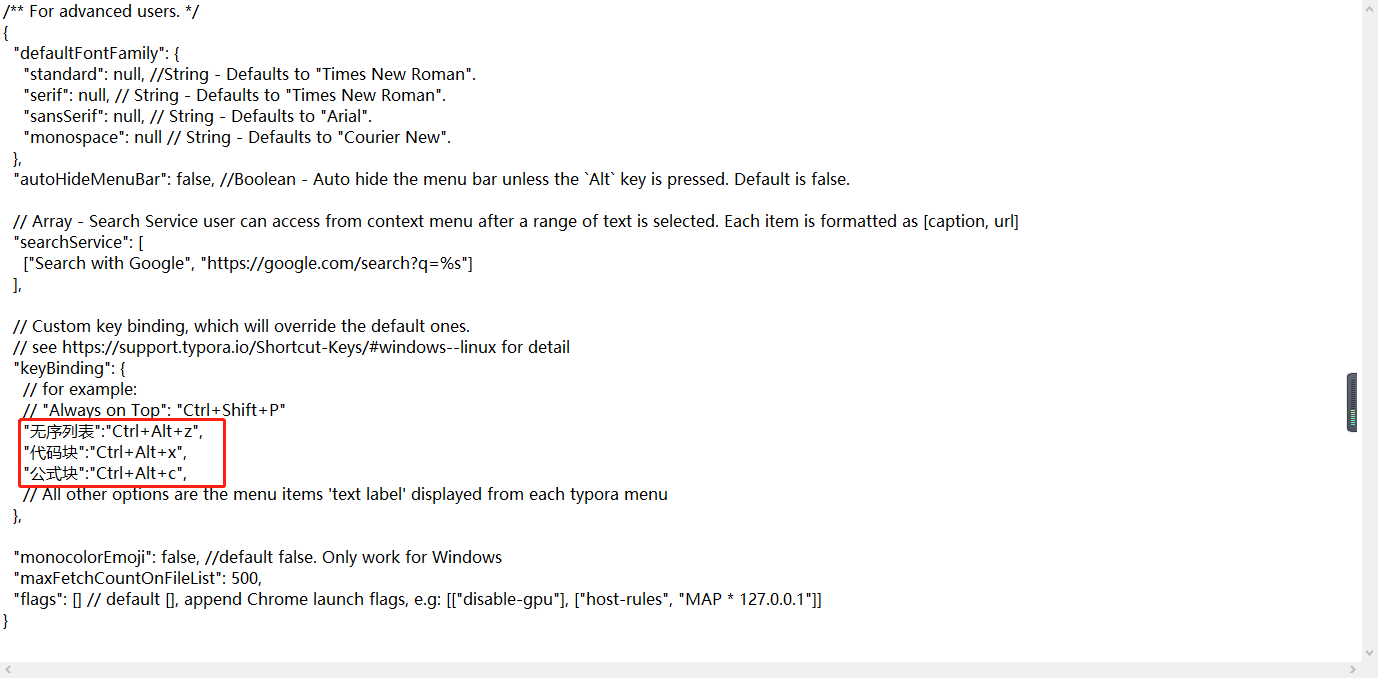 /** For advanced users. */
{
"defaultFontFamily": {
"standard": null, //String - Defaults to "Times New Roman".
"serif": null, // String - Defaults to "Times New Roman".
"sansSerif": null, // String - Defaults to "Arial".
"monospace": null // String - Defaults to "Courier New".
},
"autoHideMenuBar": false, //Boolean - Auto hide the menu bar unless the `Alt` key is pressed. Default is false.
// Array - Search Service user can access from context menu after a range of text is selected. Each item is formatted as [caption, url]
"searchService": [
["Search with Google", "https://google.com/search?q=%s"]
],
// Custom key binding, which will override the default ones.
// see https://support.typora.io/Shortcut-Keys/#windows--linux for detail
"keyBinding": {
// for example:
// "Always on Top": "Ctrl+Shift+P"
"无序列表":"Ctrl+Alt+z",
"代码块":"Ctrl+Alt+x",
"公式块":"Ctrl+Alt+c",
// All other options are the menu items 'text label' displayed from each typora menu
},
"monocolorEmoji": false, //default false. Only work for Windows
"maxFetchCountOnFileList": 500,
"flags": [] // default [], append Chrome launch flags, e.g: [["disable-gpu"], ["host-rules", "MAP * 127.0.0.1"]]
}